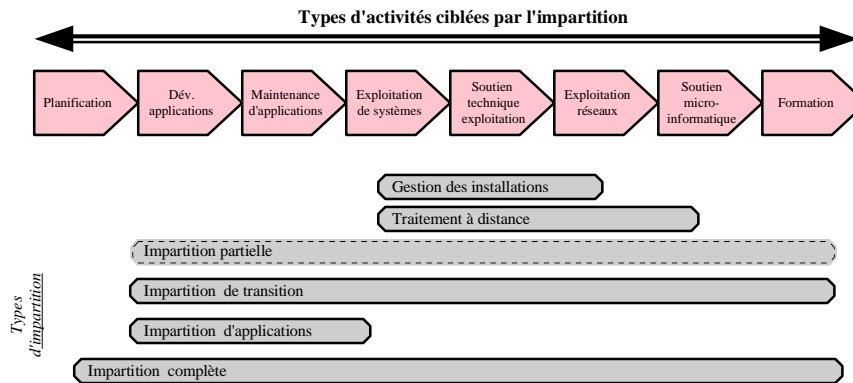 Types d'activités ciblées par l'impartition
Planification
Dév.
applications
Maintenance
d'applications
Exploitation
de systèmes
Soutien
technique
exploitation
Exploitation
réseaux
Soutien
micro-
informatique
Formation
Gestion des installations
Traitement à distance
Impartition partielle
Impartition de transition
Impartition d'applications
Impartition complète
Types
d'impartition